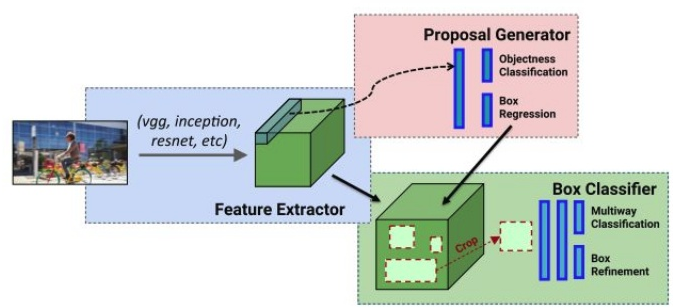 Proposal Generator
Objectness
Classification
Box
Regression
(vgg, inception,
resnet, etc)
Feature Extractor
Box Classifier
Multiway
Classification
Box
Refinement
Crop